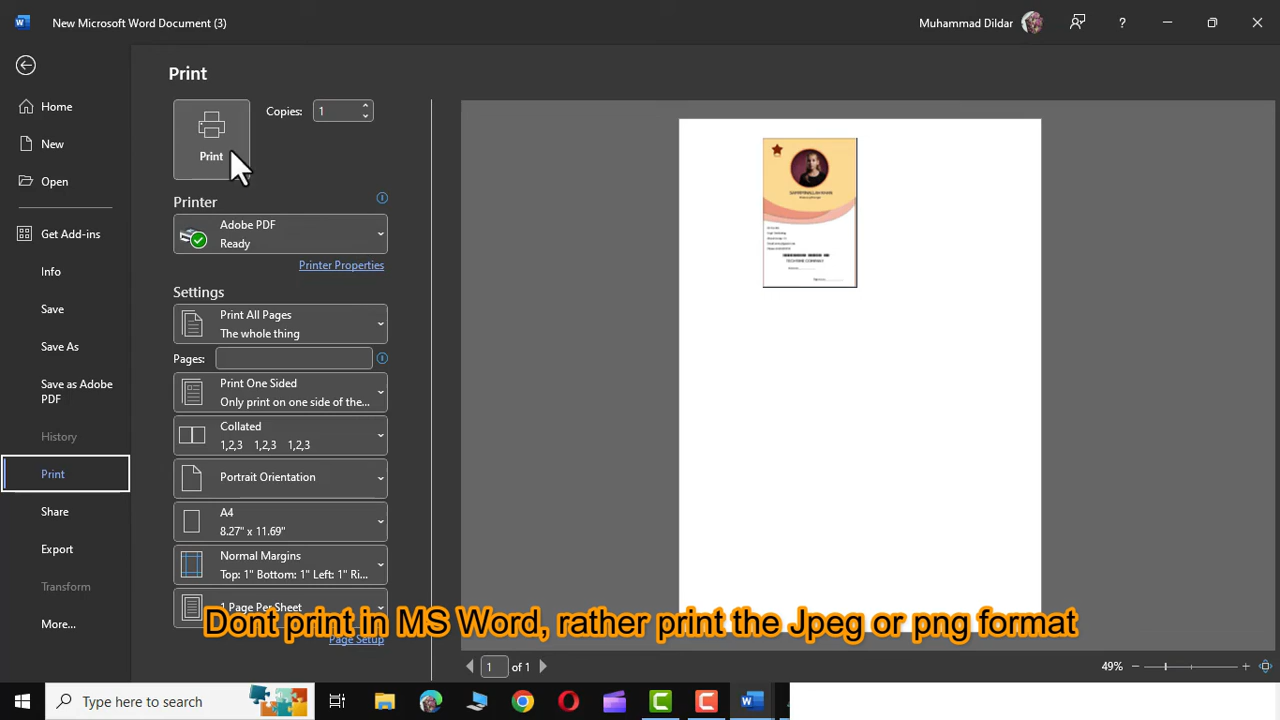 New Microsoft Word Document (3)
Muhammad Dildar
?
Home
New
Open
Get Add-ins
Info
Save
Save As
Save as Adobe
PDF
History
Print
Share
Export
Transform
More...
Print
Print
Copies: 1
Printer
Adobe PDF
Ready
Printer Properties
Settings
Print All Pages
The whole thing
Pages:
Print One Sided
Only print on one side of the...
Collated
1,2,3 1,2,3 1,2,3
Portrait Orientation
A4
8.27" x 11.69"
Normal Margins
Top: 1" Bottom: 1" Left: 1" Ri...
1 Page Per Sheet
Page Setup
TECHTIME COMPANY
Dont print in MS Word, rather print the Jpeg or png format
1 of 1
49%
Type here to search